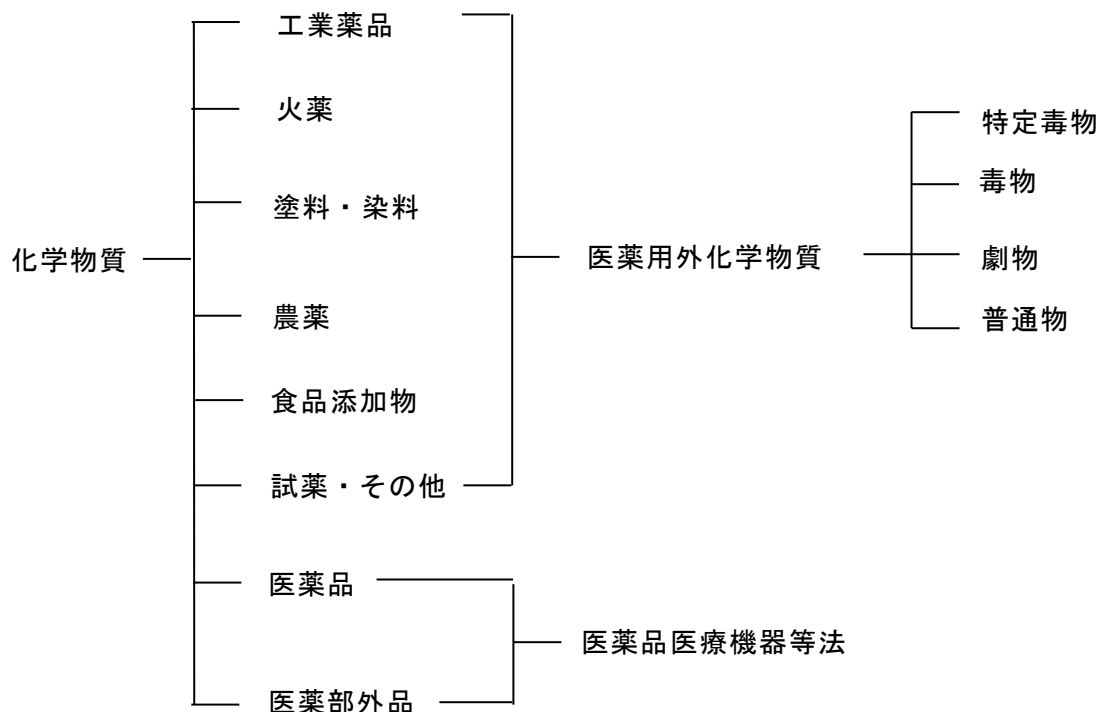 化学物質
工業薬品
火薬
塗料・染料
農薬
食品添加物
試薬・その他
医薬品
医薬部外品
医薬用外化学物質
医薬品医療機器等法
特定毒物
毒物
劇物
普通物